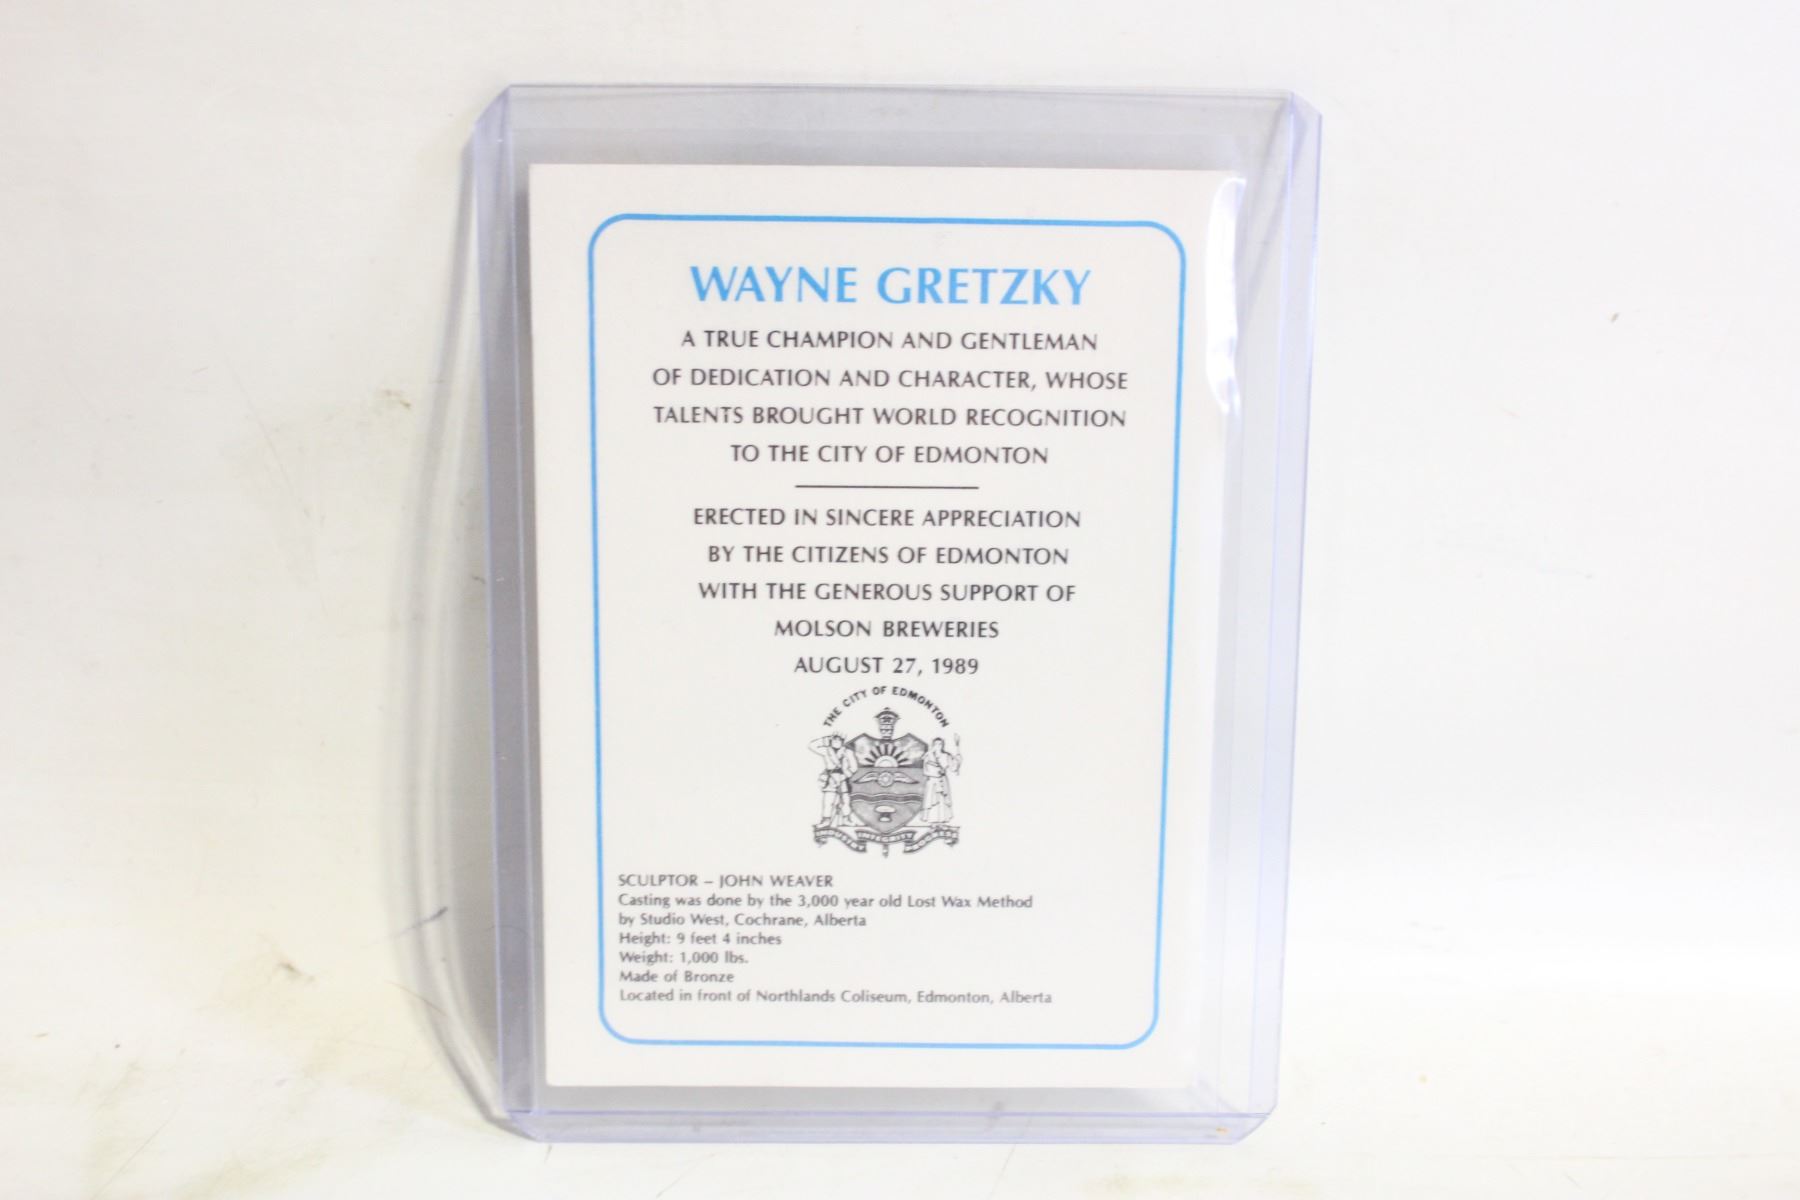 WAYNE GRETZKY
A TRUE CHAMPION AND GENTLEMAN
OF DEDICATION AND CHARACTER, WHOSE
TALENTS BROUGHT WORLD RECOGNITION
TO THE CITY OF EDMONTON
ERECTED IN SINCERE APPRECIATION
BY THE CITIZENS OF EDMONTON
WITH THE GENEROUS SUPPORT OF
MOLSON BREWERIES
AUGUST 27, 1989
THE CITY OF EDMONTON
SCULPTOR – JOHN WEAVER
Casting was done by the 3,000 year old Lost Wax Method
by Studio West, Cochrane, Alberta
Height: 9 feet 4 inches
Weight: 1,000 lbs.
Made of Bronze
Located in front of Northlands Coliseum, Edmonton, Alberta